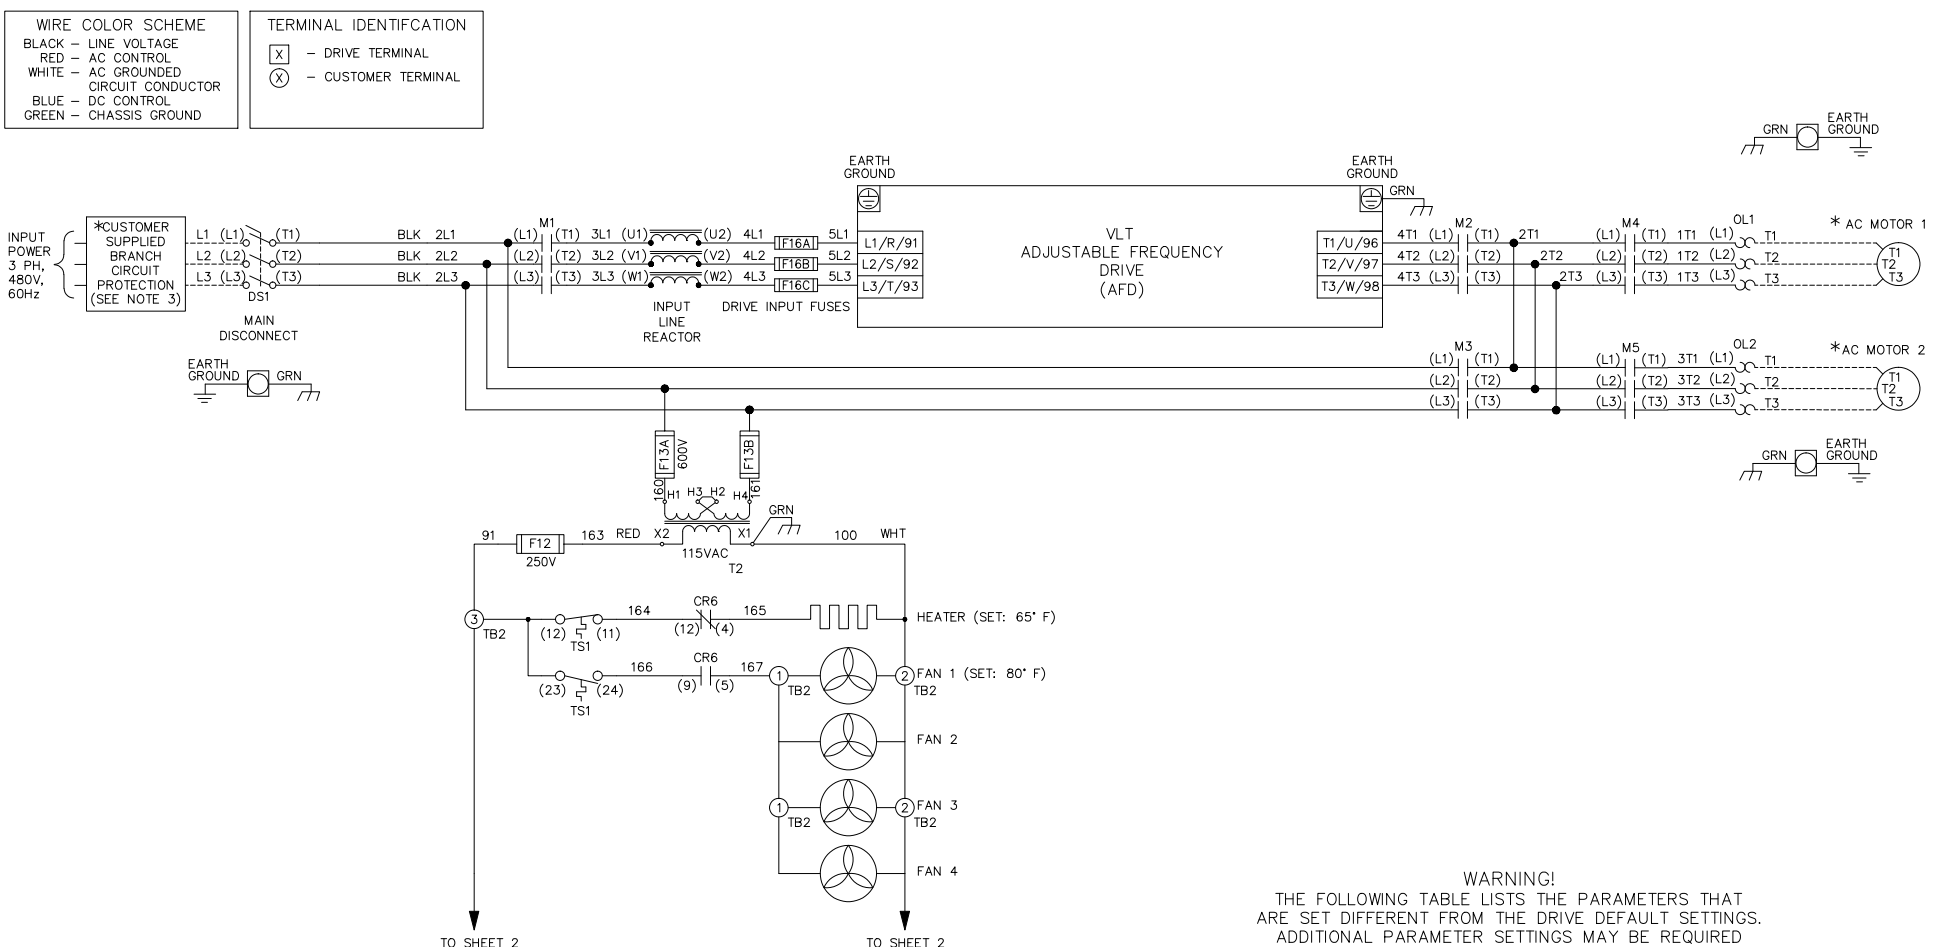 WIRE COLOR SCHEME
BLACK – LINE VOLTAGE
RED – AC CONTROL
WHITE – AC GROUNDED
CIRCUIT CONDUCTOR
BLUE – DC CONTROL
GREEN – CHASSIS GROUND
TERMINAL IDENTIFCATION
X – DRIVE TERMINAL
X – CUSTOMER TERMINAL
GRN
EARTH
GROUND
INPUT
POWER
3 PH,
480V,
60Hz
*CUSTOMER
SUPPLIED
BRANCH
CIRCUIT
PROTECTION
(SEE NOTE 3)
L1 (L1) (T1) BLK 2L1 (L1) M1 (T1) 3L1 (U1) (U2) 4L1 F16A 5L1
L2 (L2) (T2) BLK 2L2 (L2) (T2) 3L2 (V1) (V2) 4L2 F16B 5L2
L3 (L3) (T3) BLK 2L3 (L3) (T3) 3L3 (W1) (W2) 4L3 F16C 5L3
DS1
MAIN
DISCONNECT
INPUT
LINE
REACTOR
DRIVE INPUT FUSES
EARTH
GROUND
L1/R/91
L2/S/92
L3/T/93
VLT
ADJUSTABLE FREQUENCY
DRIVE
(AFD)
EARTH
GROUND
GRN
T1/U/96
T2/V/97
T3/W/98
4T1 (L1) M2 (T1) 2T1 (L1) M4 (T1) 1T1 (L1) OL1 T1
4T2 (L2) (T2) 2T2 (L2) (T2) 1T2 (L2) T2
4T3 (L3) (T3) 2T3 (L3) (T3) 1T3 (L3) T3
* AC MOTOR 1
T1
T2
T3
EARTH
GROUND
GRN
(L1) M3 (T1) (L1) M5 (T1) 3T1 (L1) OL2 T1
(L2) (T2) (L2) (T2) 3T2 (L2) T2
(L3) (T3) (L3) (T3) 3T3 (L3) T3
*AC MOTOR 2
T1
T2
T3
GRN
EARTH
GROUND
F13A
600V
F13B
160
161
H1 H3 H2 H4
GRN
91 F12 163 RED X2 X1 100 WHT
250V
115VAC
T2
3
TB2
(12) (11)
TS1
164
CR6
(12) (4)
165
HEATER (SET: 65° F)
(23) (24)
TS1
166
CR6
(9) (5)
167
1
TB2
2
TB2
FAN 1 (SET: 80° F)
FAN 2
1
TB2
2
TB2
FAN 3
FAN 4
TO SHEET 2
TO SHEET 2
WARNING!
THE FOLLOWING TABLE LISTS THE PARAMETERS THAT
ARE SET DIFFERENT FROM THE DRIVE DEFAULT SETTINGS.
ADDITIONAL PARAMETER SETTINGS MAY BE REQUIRED